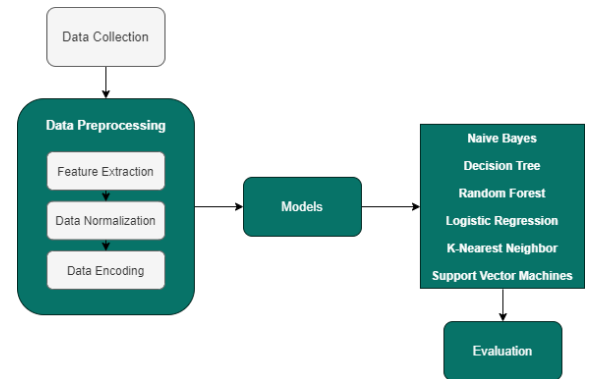 Data Collection
Data Preprocessing
Feature Extraction
Data Normalization
Data Encoding
Models
Naive Bayes
Decision Tree
Random Forest
Logistic Regression
K-Nearest Neighbor
Support Vector Machines
Evaluation